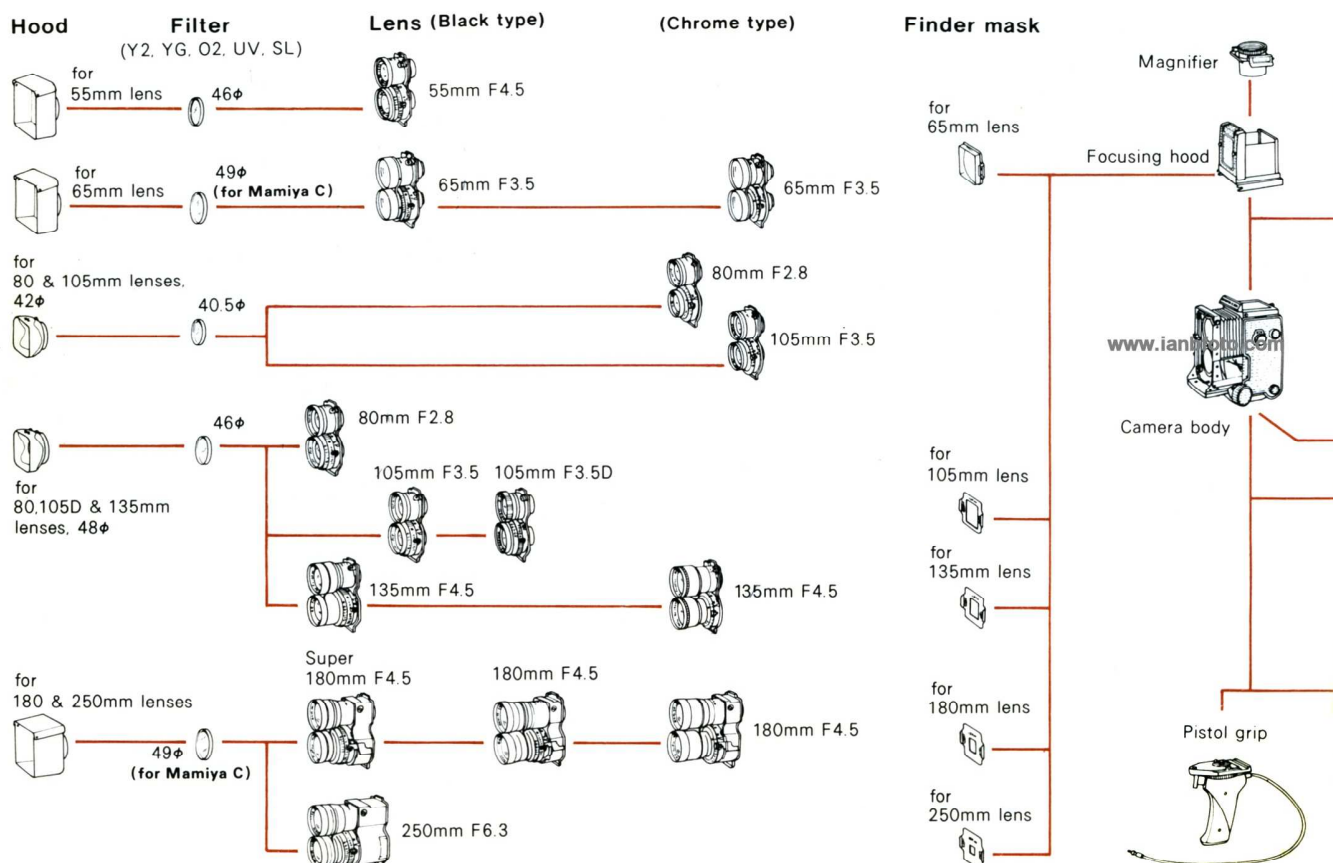 Hood
Filter
(Y2, YG, O2, UV, SL)
Lens (Black type)
(Chrome type)
Finder mask
for
55mm lens
46φ
55mm F4.5
for
65mm lens
49φ
(for Mamiya C)
65mm F3.5
65mm F3.5
for
80 & 105mm lenses,
42φ
40.5φ
80mm F2.8
105mm F3.5
for
80,105D & 135mm
lenses, 48φ
46φ
80mm F2.8
105mm F3.5
105mm F3.5D
135mm F4.5
135mm F4.5
for
180 & 250mm lenses
49φ
(for Mamiya C)
Super
180mm F4.5
180mm F4.5
180mm F4.5
250mm F6.3
for
65mm lens
for
105mm lens
for
135mm lens
for
180mm lens
for
250mm lens
Magnifier
Focusing hood
www.ianbfoto.com
Camera body
Pistol grip